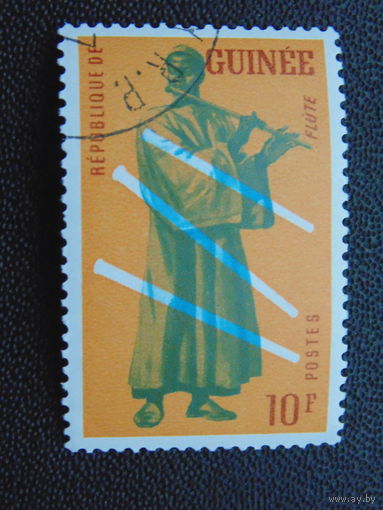 RÉPUBLIQUE DE
GUINÉE
FLÛTE
POSTES
10F
R.P.
www.ay.by